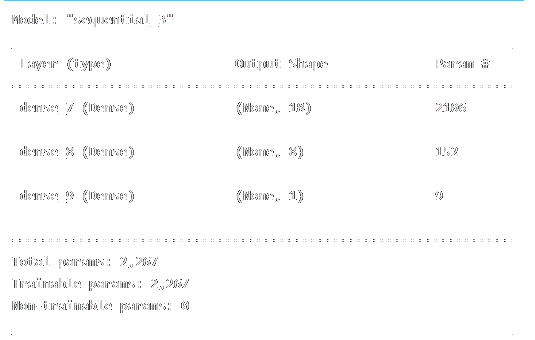 Model: "sequential_3"
Layer (type) Output Shape Param #
dense_7 (Dense) (None, 18) 2106
dense_8 (Dense) (None, 8) 152
dense_9 (Dense) (None, 1) 9
Total params: 2,267
Trainable params: 2,267
Non-trainable params: 0